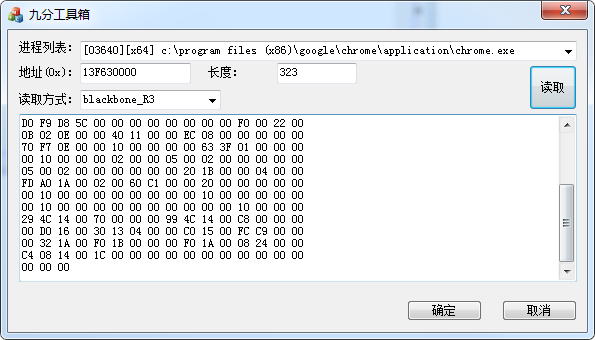 九分工具箱
进程列表: [03640][x64] c:\program files (x86)\google\chrome\application\chrome.exe
地址(0x): 13F630000 长度: 323
读取方式: blackbone_R3
读取
D0 F9 D8 5C 00 00 00 00 00 00 00 00 F0 00 22 00
0B 02 0E 00 00 40 11 00 00 EC 08 00 00 00 00 00
70 F7 0E 00 00 10 00 00 00 00 63 3F 01 00 00 00
00 10 00 00 00 02 00 00 05 00 02 00 00 00 00 00
05 00 02 00 00 00 00 00 00 20 1B 00 00 04 00 00
FD A0 1A 00 02 00 60 C1 00 00 20 00 00 00 00 00
00 10 00 00 00 00 00 00 00 00 10 00 00 00 00 00
00 10 00 00 00 00 00 00 00 00 00 00 10 00 00 00
29 4C 14 00 70 00 00 00 99 4C 14 00 C8 00 00 00
00 D0 16 00 30 13 04 00 00 C0 15 00 FC C9 00 00
00 32 1A 00 F0 1B 00 00 00 F0 1A 00 08 24 00 00
C4 08 14 00 1C 00 00 00 00 00 00 00 00 00 00 00
00 00 00
确定 取消